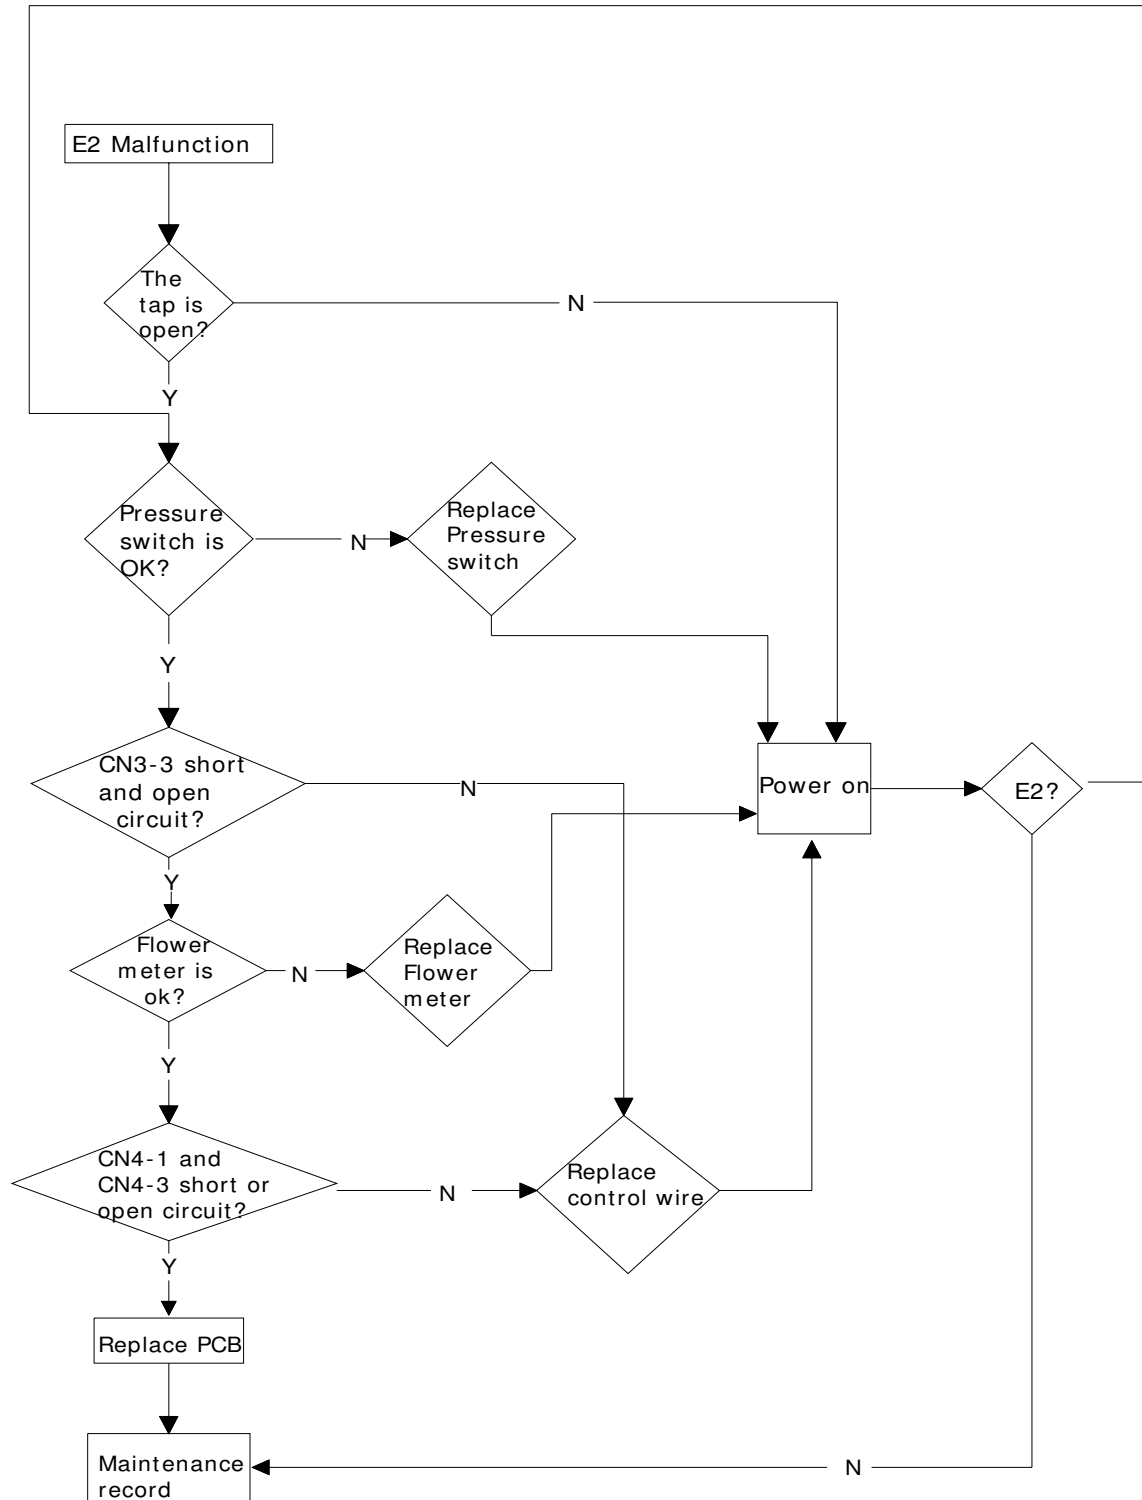 E2 Malfunction
The
tap is
open?
N
Y
Pressure
switch is
OK?
N
Replace
Pressure
switch
Y
CN3-3 short
and open
circuit?
N
Power on
E2?
Y
Flower
meter is
ok?
N
Replace
Flower
meter
Y
CN4-1 and
CN4-3 short or
open circuit?
N
Replace
control wire
Y
Replace PCB
Maintenance
record
N